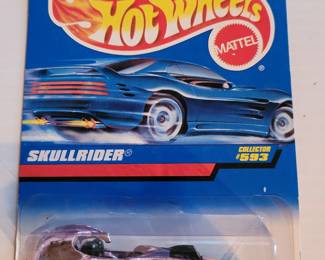 HOT WHEELS
MATTEL
SKULLRIDER
COLLECTOR
#593